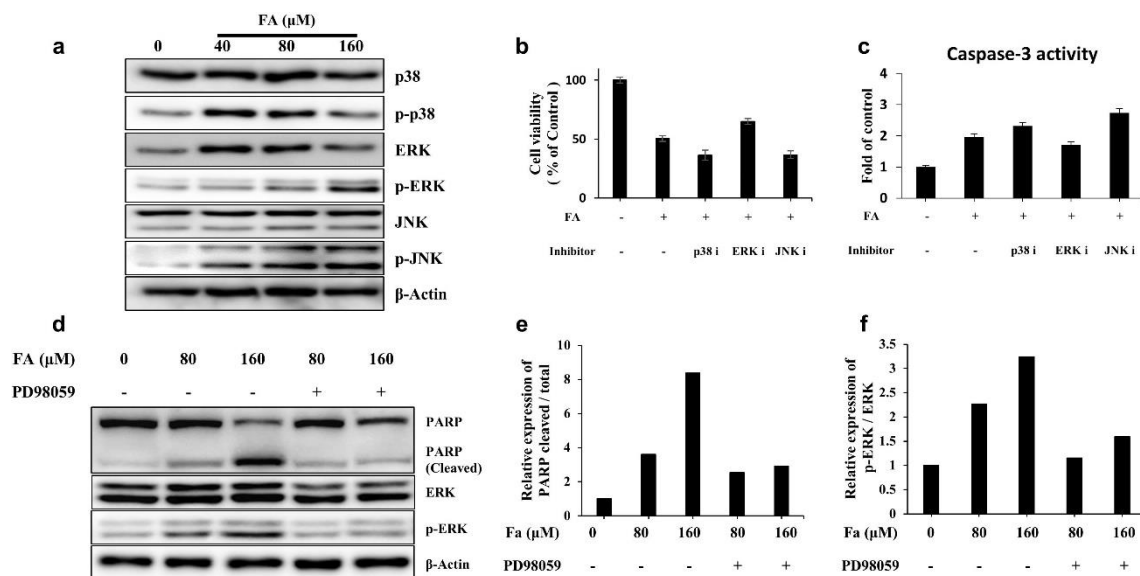 a
FA (µM)
0 40 80 160
p38
p-p38
ERK
p-ERK
JNK
p-JNK
β-Actin
b
Cell viability
( % of Control)
100
50
0
FA - + + + +
Inhibitor - - p38 i ERK i JNK i
c
Caspase-3 activity
Fold of control
4
3
2
1
0
FA - + + + +
Inhibitor - - p38 i ERK i JNK i
d
FA (µM) 0 80 160 80 160
PD98059 - - - + +
PARP
PARP
(Cleaved)
ERK
p-ERK
β-Actin
e
Relative expression of
PARP cleaved / total
10
8
6
4
2
0
Fa (µM) 0 80 160 80 160
PD98059 - - - + +
f
Relative expression of
p-ERK / ERK
3.5
3
2.5
2
1.5
1
0.5
0
Fa (µM) 0 80 160 80 160
PD98059 - - - + +